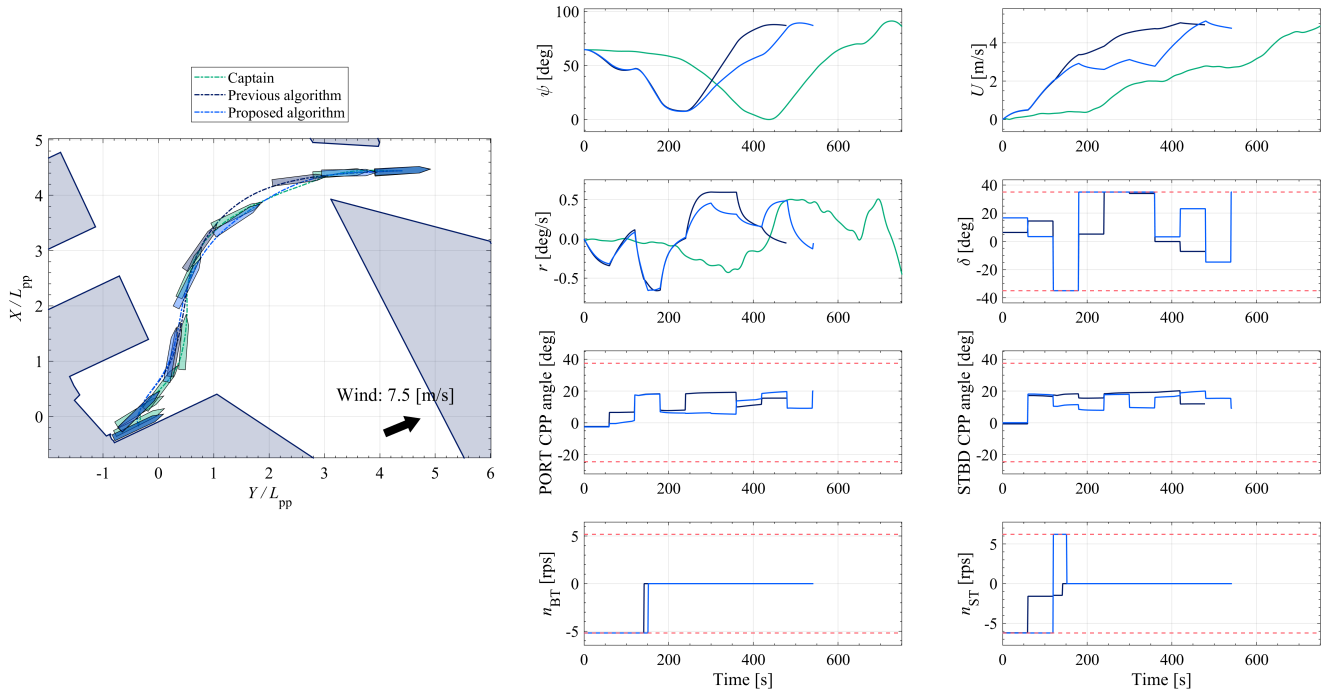 Captain
Previous algorithm
Proposed algorithm
5
4
3
2
1
0
X / Lpp
-1 0 1 2 3 4 5 6
Y / Lpp
Wind: 7.5 [m/s]
100
50
0
ψ [deg]
0 200 400 600
4
2
0
U [m/s]
0 200 400 600
0.5
0.0
-0.5
r [deg/s]
0 200 400 600
40
20
0
-20
-40
δ [deg]
0 200 400 600
40
20
0
-20
PORT CPP angle [deg]
0 200 400 600
40
20
0
-20
STBD CPP angle [deg]
0 200 400 600
5
0
-5
nBT [rps]
0 200 400 600
Time [s]
5
0
-5
nST [rps]
0 200 400 600
Time [s]